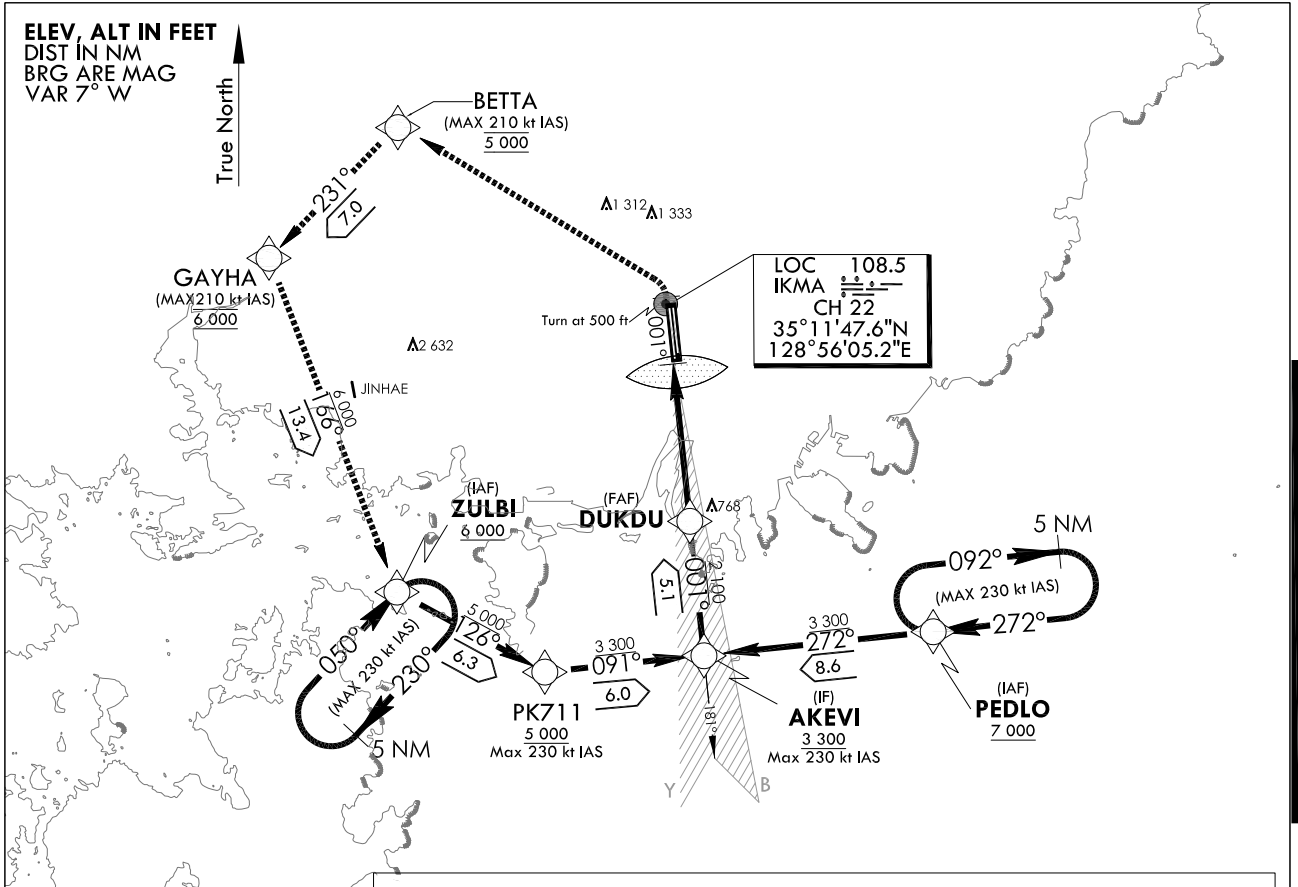 ELEV, ALT IN FEET
DIST IN NM
BRG ARE MAG
VAR 7° W
True North
BETTA
(MAX 210 kt IAS)
5 000
231°
7.0
1 312
1 333
GAYHA
(MAX210 kt IAS)
6 000
LOC 108.5
IKMA
CH 22
35°11'47.6"N
128°56'05.2"E
Turn at 500 ft
001°
2 632
JINHAE
6 000
166°
13.4
(IAF)
ZULBI
6 000
(FAF)
DUKDU
768
5 NM
092°
(MAX 230 kt IAS)
272°
2 100
001°
5.1
050°
(MAX 230 kt IAS)
230°
5 NM
5 000
126°
6.3
3 300
091°
6.0
3 300
272°
8.6
PK711
5 000
Max 230 kt IAS
(IF)
AKEVI
3 300
Max 230 kt IAS
(IAF)
PEDLO
7 000
181°
Y
B